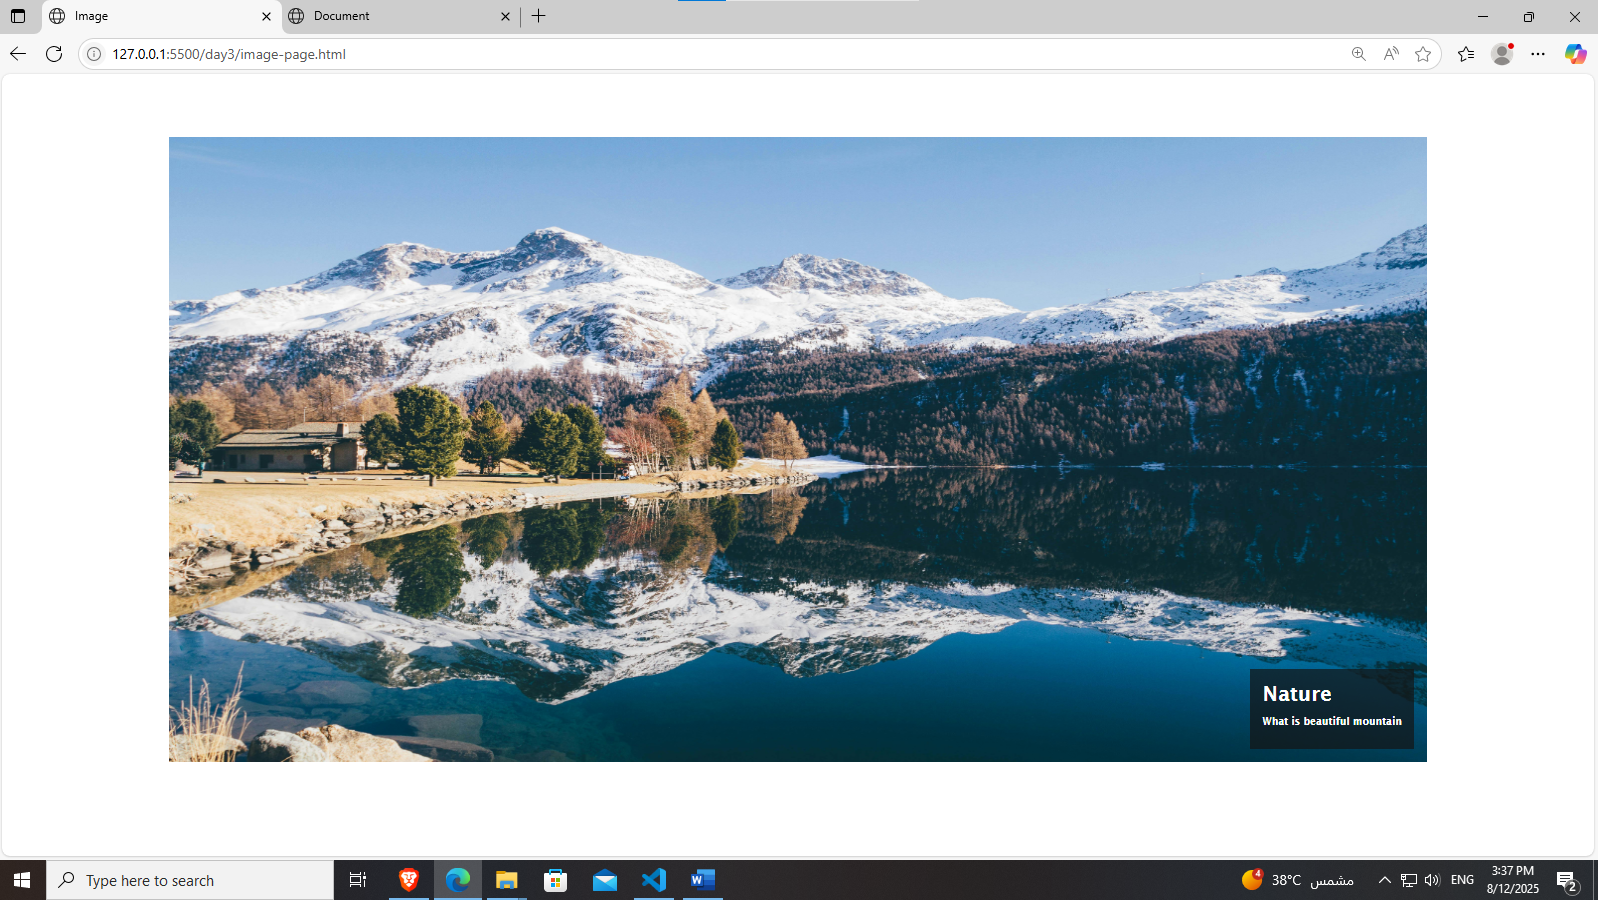 Image
Document
127.0.0.1:5500/day3/image-page.html
Nature
What is beautiful mountain
Type here to search
4
38°C مشمس
ENG
3:37 PM
8/12/2025
2